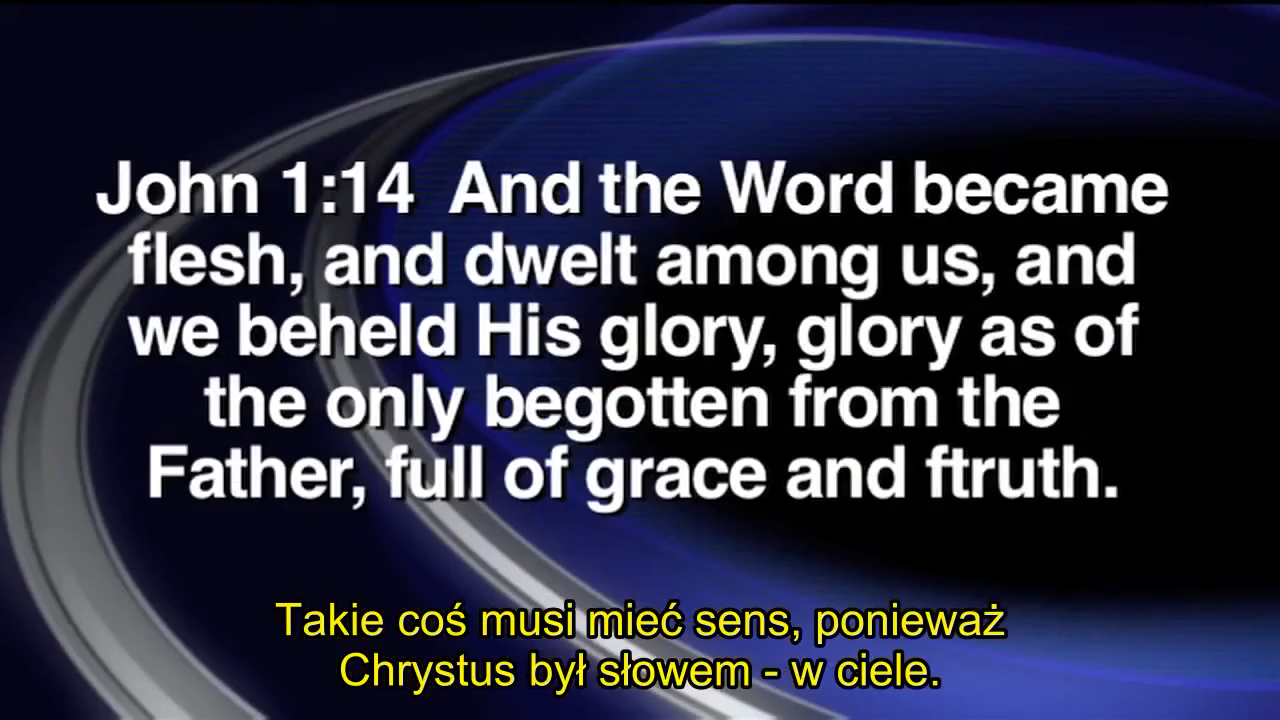 John 1:14  And the Word became
flesh, and dwelt among us, and
we beheld His glory, glory as of
the only begotten from the
Father, full of grace and ftruth.
Takie coś musi mieć sens, ponieważ
Chrystus był słowem - w ciele.